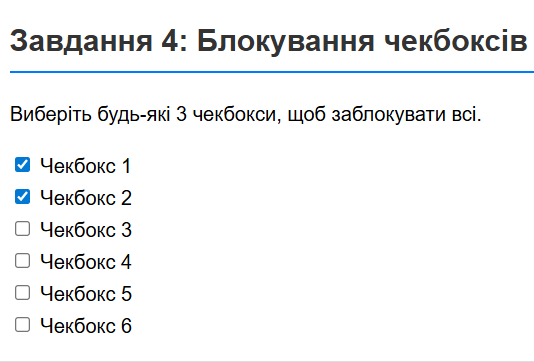 Завдання 4: Блокування чекбоксів
Виберіть будь-які 3 чекбокси, щоб заблокувати всі.
Чекбокс 1
Чекбокс 2
Чекбокс 3
Чекбокс 4
Чекбокс 5
Чекбокс 6